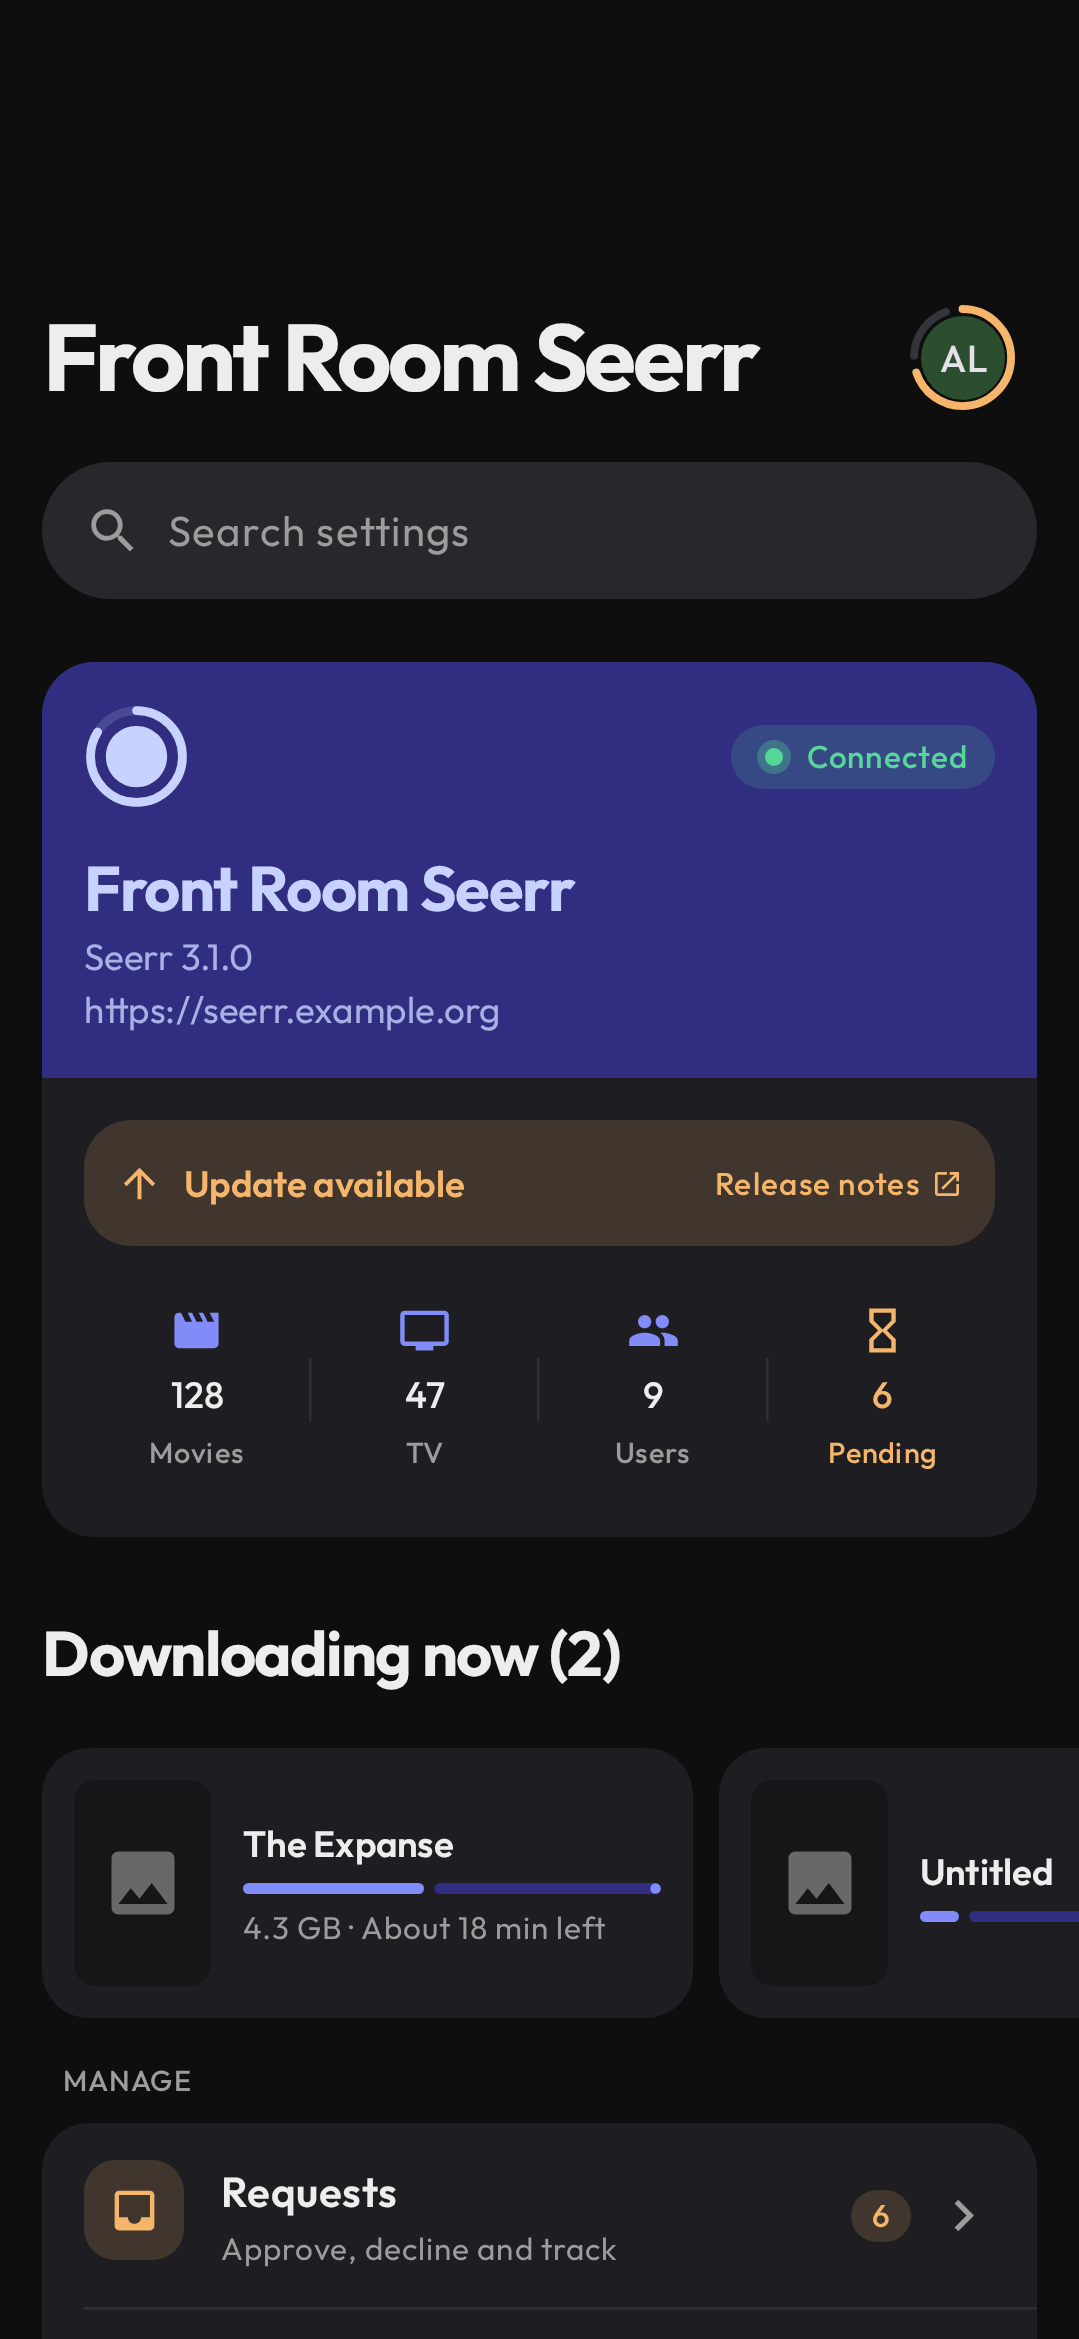 Front Room Seerr
AL
Search settings
Connected
Front Room Seerr
Seerr 3.1.0
https://seerr.example.org
Update available
Release notes
128
47
9
6
Movies
TV
Users
Pending
Downloading now (2)
The Expanse
4.3 GB · About 18 min left
Untitled
MANAGE
Requests
Approve, decline and track
6